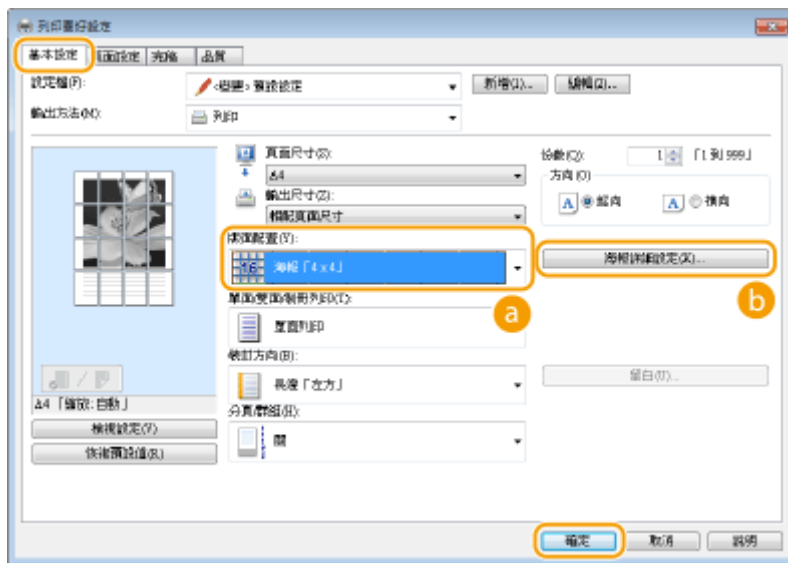 列印喜好設定
基本設定 頁面設定 完稿 品質
設定檔(F): <變更> 預設設定 新增(1)... 編輯(2)...
輸出方法(M): 列印
頁面尺寸(S): 份數(Q): 1 「1 到 999」
A4 方向(O)
輸出尺寸(Z): A 縱向 A 橫向
相配頁面尺寸
版面配置(Y):
16 海報「4 x 4」 海報詳細設定(X)...
a b
單面/雙面/製冊列印(T):
單面列印
裝訂方向(B):
長邊「左方」 留白(U)...
A4「縮放: 自動」
分頁/群組(H):
檢視設定(V) 關
恢復預設值(R)
確定 取消 說明